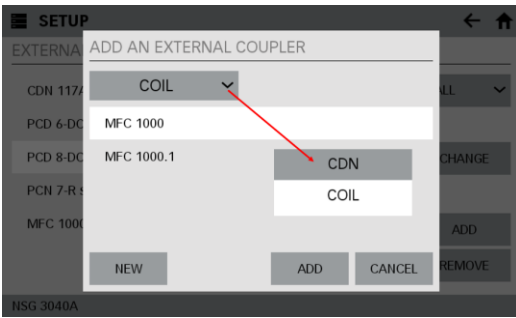 SETUP
EXTERNA
ADD AN EXTERNAL COUPLER
CDN 117/
COIL
ALL
PCD 6-DC
MFC 1000
PCD 8-DC
MFC 1000.1
CDN
CHANGE
PCN 7-R s
COIL
MFC 1000
ADD
NEW
ADD
CANCEL
REMOVE
NSG 3040A